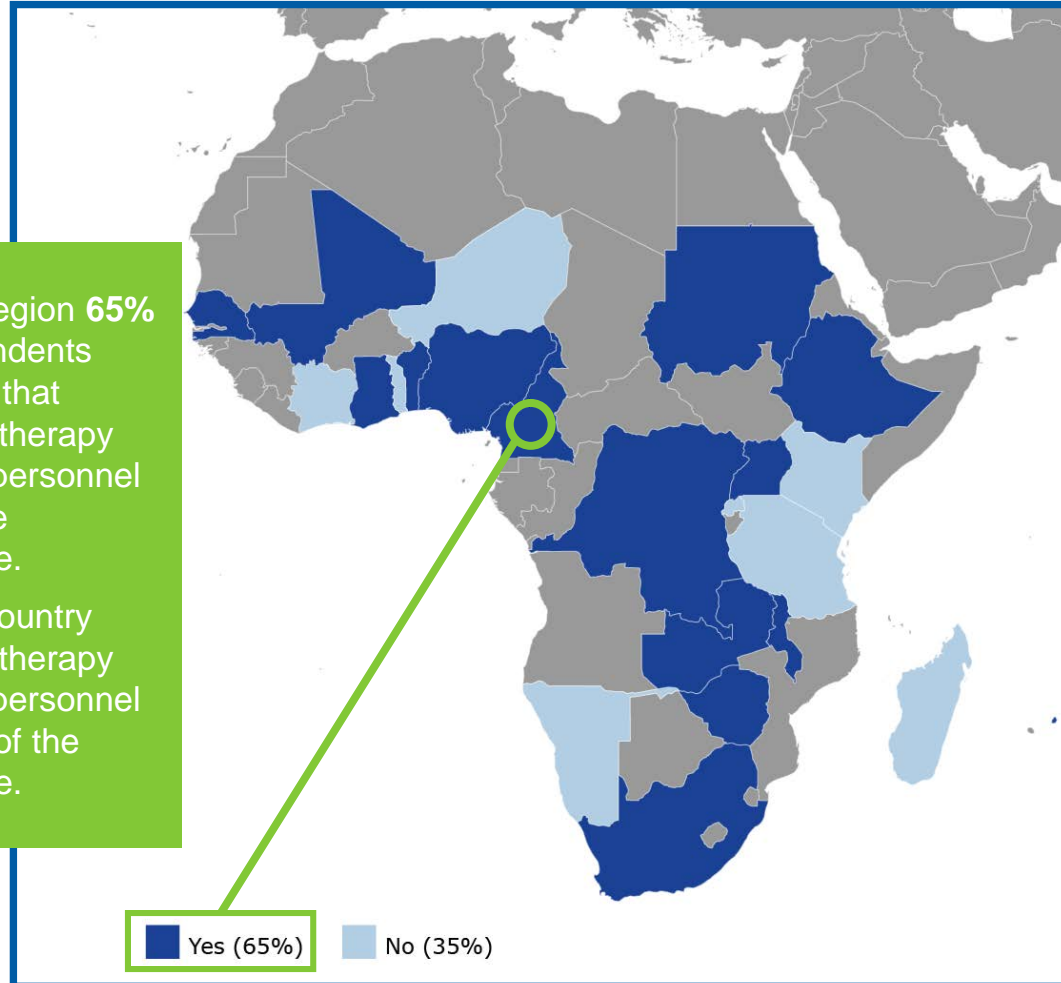 egion 65%
ndents
that
therapy
personnel
e
e.
ountry
therapy
personnel
of the
e.
Yes (65%)
No (35%)